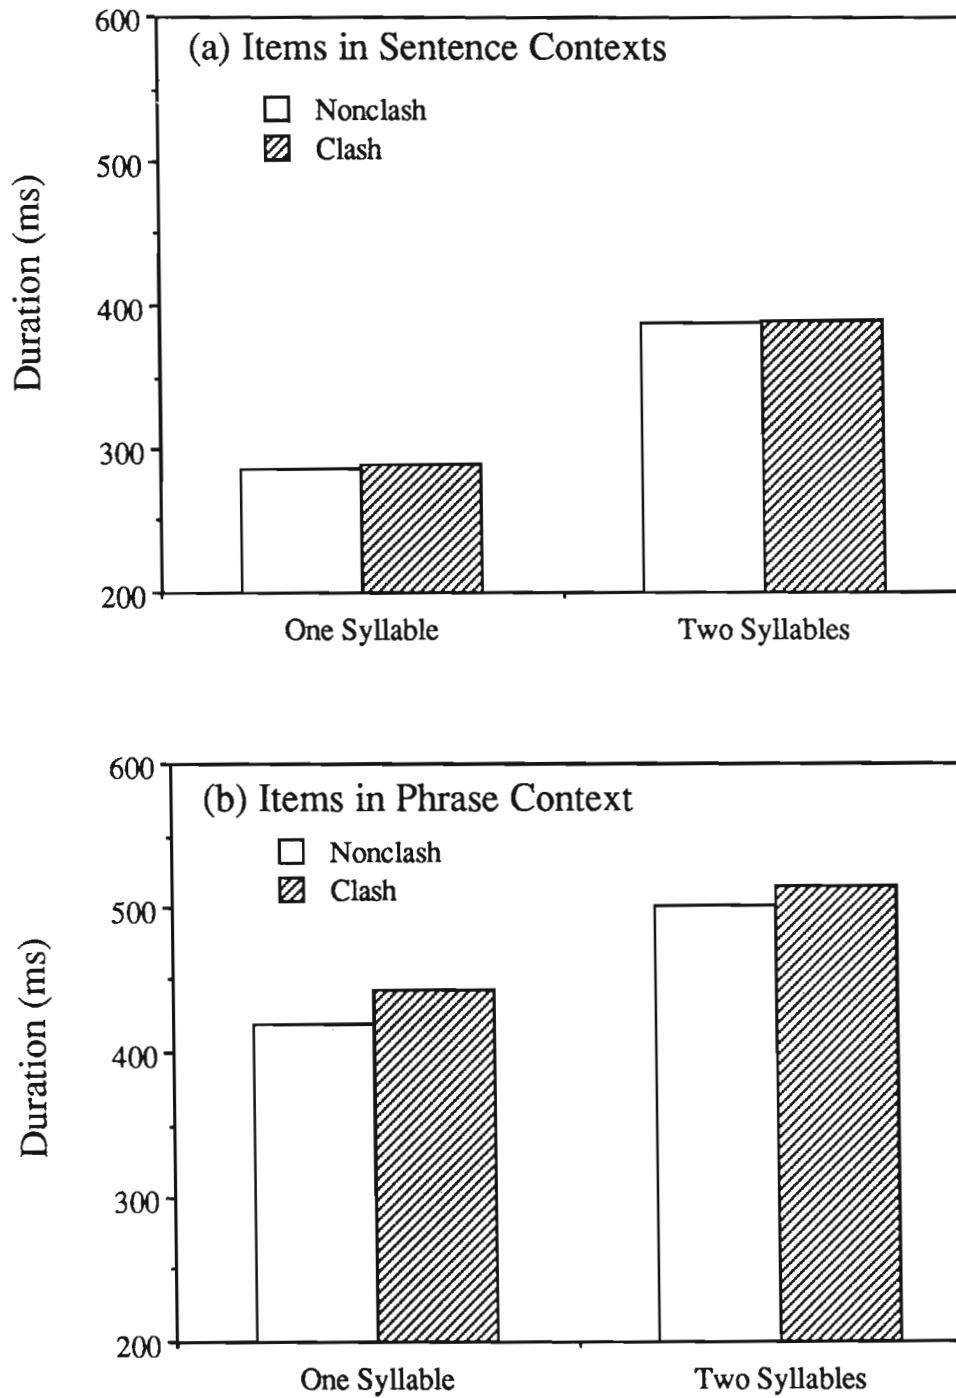 600
(a) Items in Sentence Contexts
Nonclash
Clash
500
400
300
200
Duration (ms)
One Syllable
Two Syllables
600
(b) Items in Phrase Context
Nonclash
Clash
500
400
300
200
Duration (ms)
One Syllable
Two Syllables